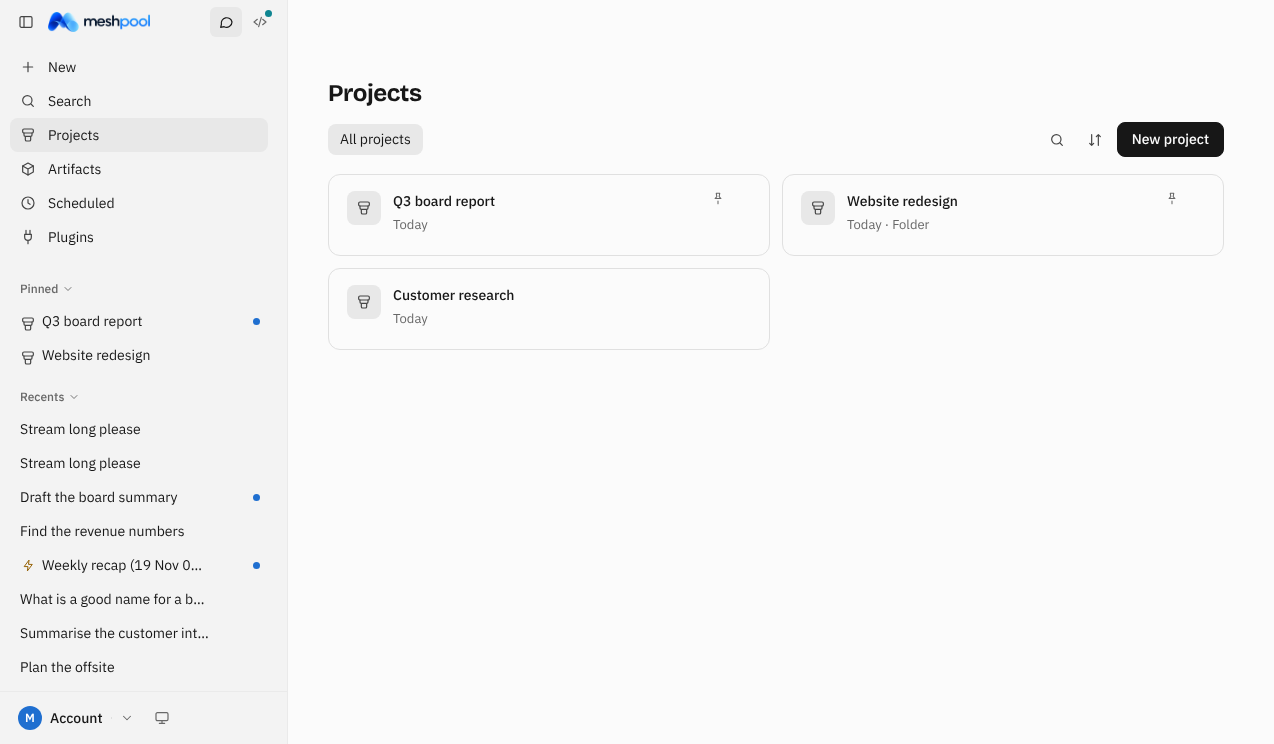 meshpool
New
Search
Projects
Artifacts
Scheduled
Plugins
Pinned
Q3 board report
Website redesign
Recents
Stream long please
Stream long please
Draft the board summary
Find the revenue numbers
Weekly recap (19 Nov 0...
What is a good name for a b...
Summarise the customer int...
Plan the offsite
M Account
Projects
All projects
New project
Q3 board report
Today
Website redesign
Today · Folder
Customer research
Today